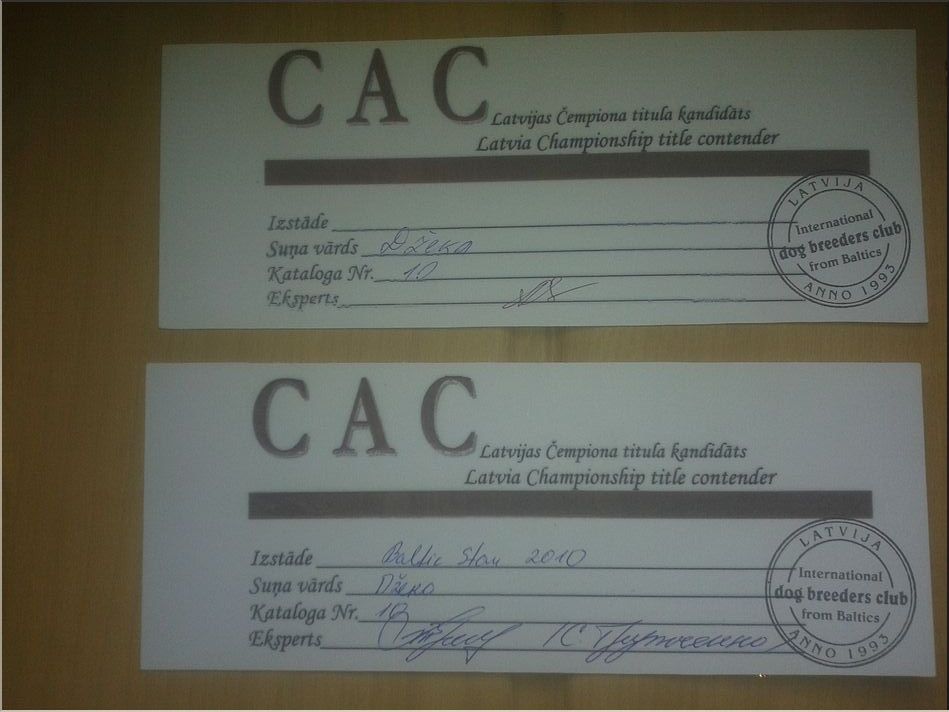 CAC
Latvijas Čempiona titula kandidāts
Latvia Championship title contender
Izstāde
Suņa vārds Džeka
Kataloga Nr. 10
Eksperts
LATVIJA
International
dog breeders club
from Baltics
ANNO 1993
CAC
Latvijas Čempiona titula kandidāts
Latvia Championship title contender
Izstāde Baltic Star 2010
Suņa vārds Džeka
Kataloga Nr. 10
Eksperts
LATVIJA
International
dog breeders club
from Baltics
ANNO 1993